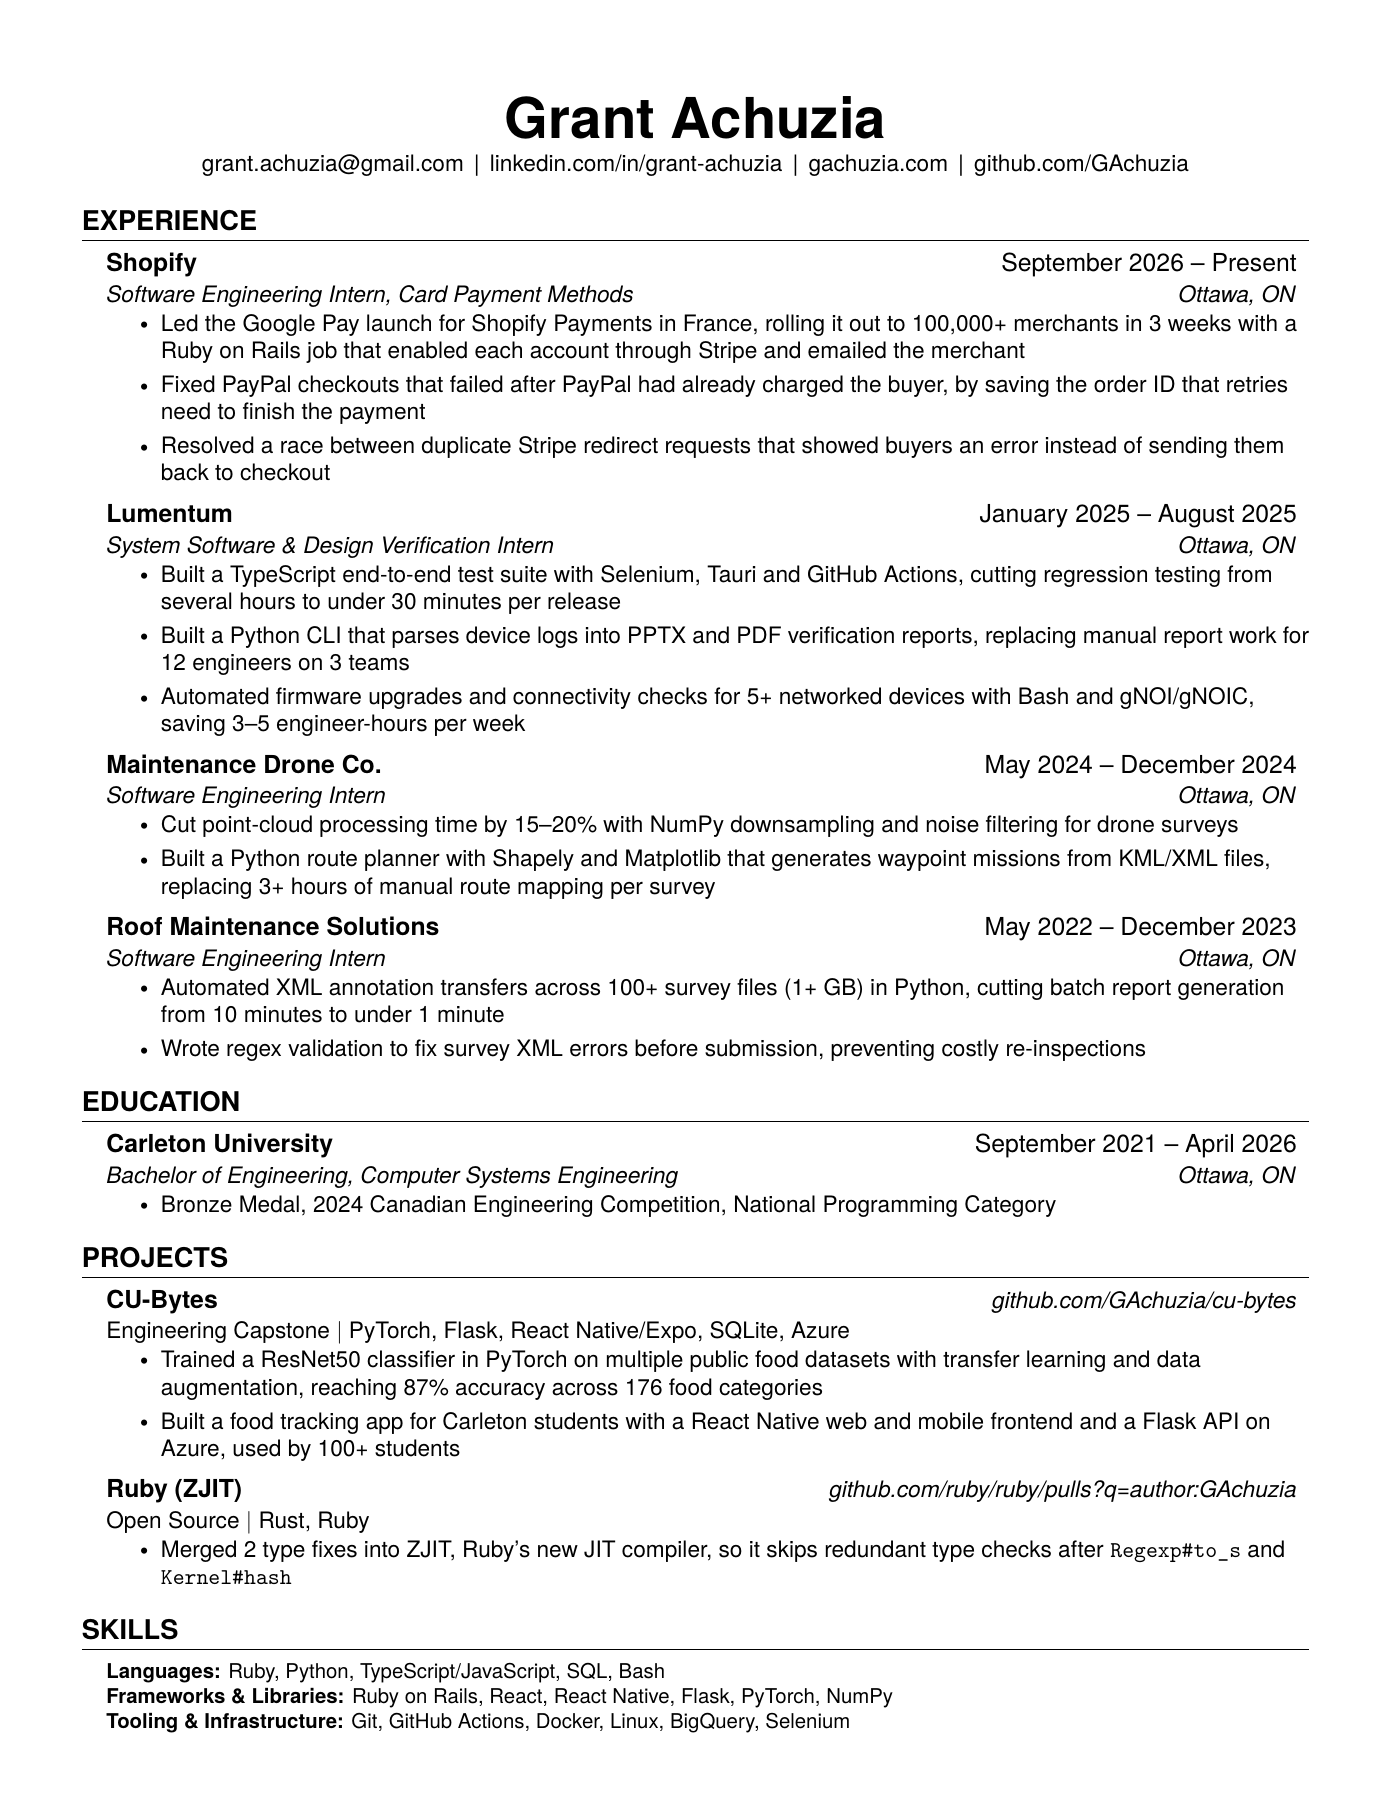 Grant Achuzia
grant.achuzia@gmail.com | linkedin.com/in/grant-achuzia | gachuzia.com | github.com/GAchuzia
EXPERIENCE
Shopify September 2026 – Present
Software Engineering Intern, Card Payment Methods Ottawa, ON
• Led the Google Pay launch for Shopify Payments in France, rolling it out to 100,000+ merchants in 3 weeks with a
Ruby on Rails job that enabled each account through Stripe and emailed the merchant
• Fixed PayPal checkouts that failed after PayPal had already charged the buyer, by saving the order ID that retries
need to finish the payment
• Resolved a race between duplicate Stripe redirect requests that showed buyers an error instead of sending them
back to checkout
Lumentum January 2025 – August 2025
System Software & Design Verification Intern Ottawa, ON
• Built a TypeScript end-to-end test suite with Selenium, Tauri and GitHub Actions, cutting regression testing from
several hours to under 30 minutes per release
• Built a Python CLI that parses device logs into PPTX and PDF verification reports, replacing manual report work for
12 engineers on 3 teams
• Automated firmware upgrades and connectivity checks for 5+ networked devices with Bash and gNOI/gNOIC,
saving 3–5 engineer-hours per week
Maintenance Drone Co. May 2024 – December 2024
Software Engineering Intern Ottawa, ON
• Cut point-cloud processing time by 15–20% with NumPy downsampling and noise filtering for drone surveys
• Built a Python route planner with Shapely and Matplotlib that generates waypoint missions from KML/XML files,
replacing 3+ hours of manual route mapping per survey
Roof Maintenance Solutions May 2022 – December 2023
Software Engineering Intern Ottawa, ON
• Automated XML annotation transfers across 100+ survey files (1+ GB) in Python, cutting batch report generation
from 10 minutes to under 1 minute
• Wrote regex validation to fix survey XML errors before submission, preventing costly re-inspections
EDUCATION
Carleton University September 2021 – April 2026
Bachelor of Engineering, Computer Systems Engineering Ottawa, ON
• Bronze Medal, 2024 Canadian Engineering Competition, National Programming Category
PROJECTS
CU-Bytes github.com/GAchuzia/cu-bytes
Engineering Capstone | PyTorch, Flask, React Native/Expo, SQLite, Azure
• Trained a ResNet50 classifier in PyTorch on multiple public food datasets with transfer learning and data
augmentation, reaching 87% accuracy across 176 food categories
• Built a food tracking app for Carleton students with a React Native web and mobile frontend and a Flask API on
Azure, used by 100+ students
Ruby (ZJIT) github.com/ruby/ruby/pulls?q=author:GAchuzia
Open Source | Rust, Ruby
• Merged 2 type fixes into ZJIT, Ruby’s new JIT compiler, so it skips redundant type checks after Regexp#to_s and
Kernel#hash
SKILLS
Languages: Ruby, Python, TypeScript/JavaScript, SQL, Bash
Frameworks & Libraries: Ruby on Rails, React, React Native, Flask, PyTorch, NumPy
Tooling & Infrastructure: Git, GitHub Actions, Docker, Linux, BigQuery, Selenium